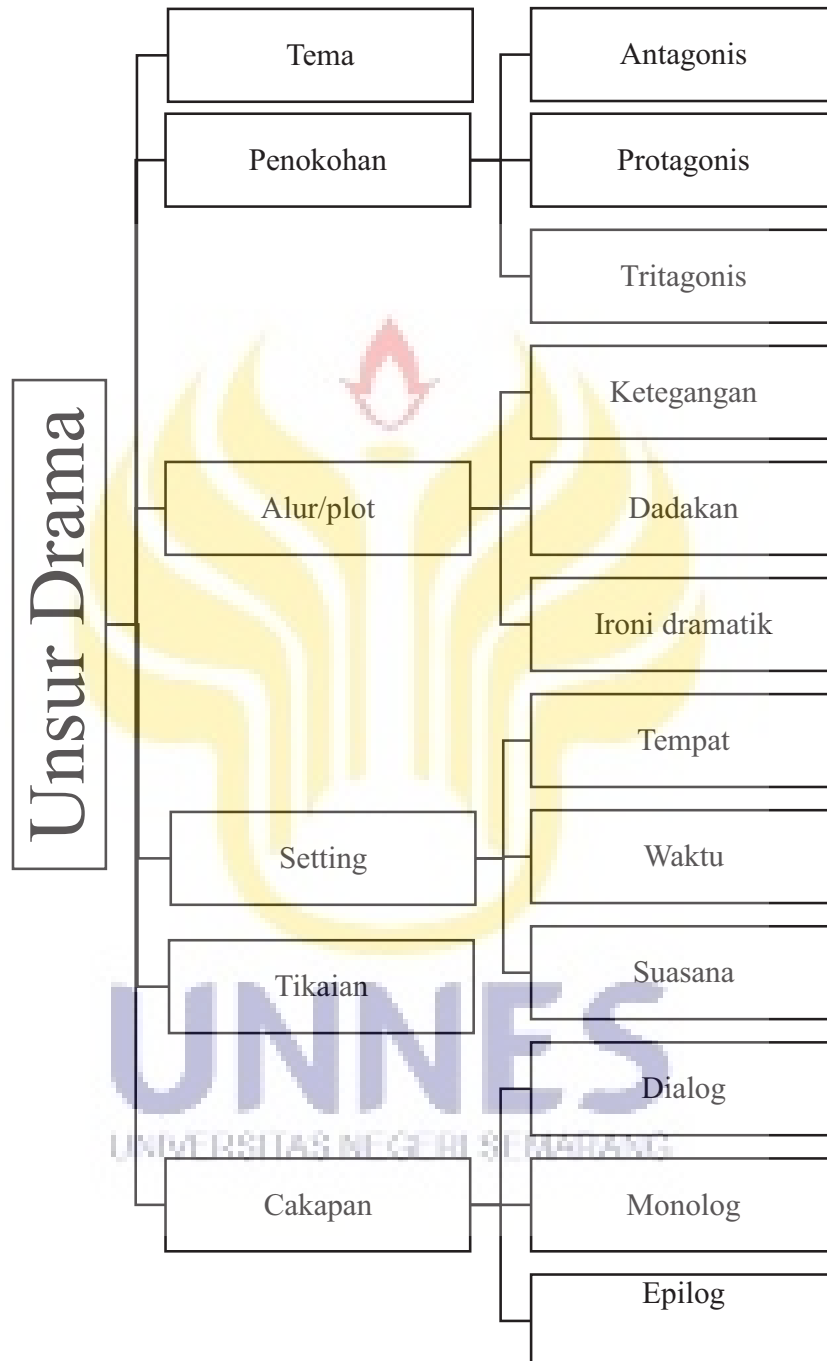 Unsur Drama
Tema
Penokohan
Antagonis
Protagonis
Tritagonis
Alur/plot
Ketegangan
Dadakan
Ironi dramatik
Setting
Tempat
Waktu
Suasana
Tikaian
Cakapan
Dialog
Monolog
Epilog
UNNES
UNIVERSITAS NEGERI SEMARANG